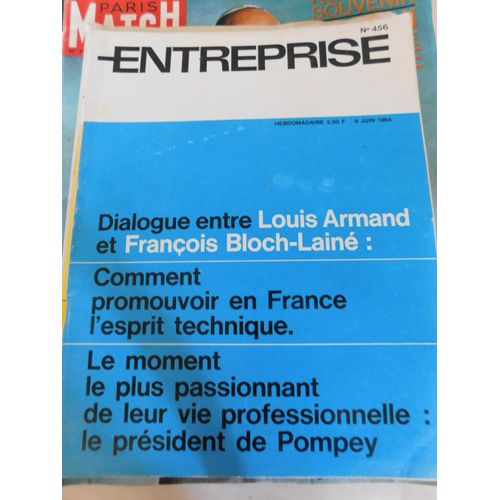 PARIS
MATCH
SOUVENIR
N° 456
ENTREPRISE
HEBDOMADAIRE 2,50 F 6 JUIN 1964
Dialogue entre Louis Armand
et François Bloch-Lainé :
Comment
promouvoir en France
l'esprit technique.
Le moment
le plus passionnant
de leur vie professionnelle :
le président de Pompey